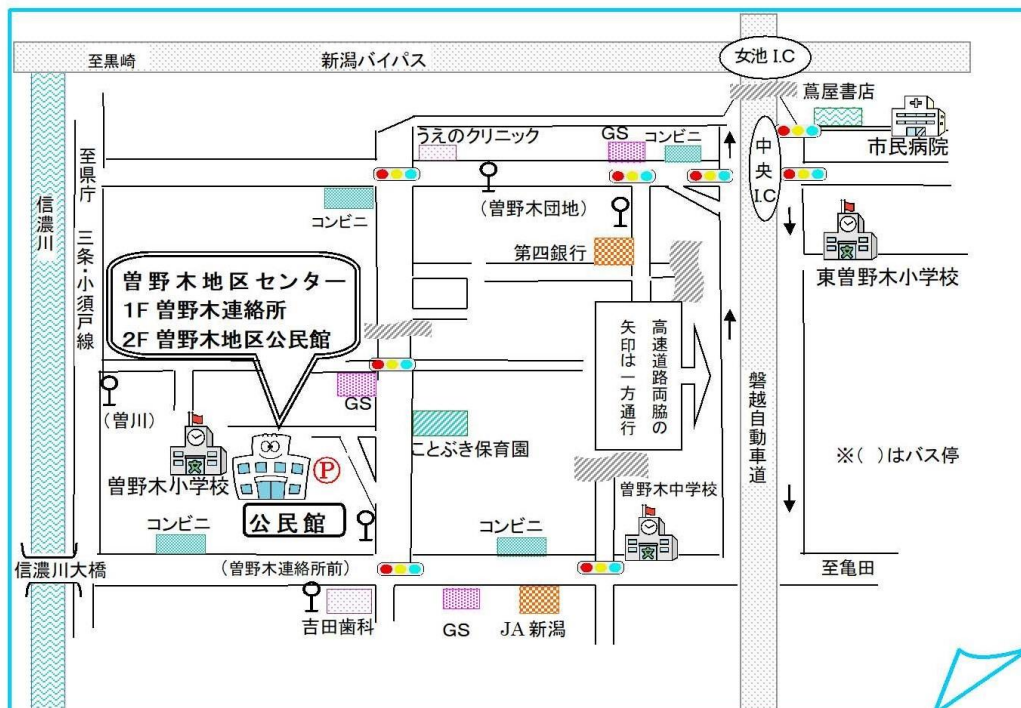 至黒崎
新潟バイパス
女池I.C
蔦屋書店
市民病院
うえのクリニック
GS
コンビニ
中央I.C
至県庁
三条・小須戸線
信濃川
コンビニ
(曽野木団地)
第四銀行
東曽野木小学校
曽野木地区センター
1F 曽野木連絡所
2F 曽野木地区公民館
高速道路両脇の
矢印は一方通行
磐越自動車道
(曽川)
GS
ことぶき保育園
※( )はバス停
曽野木小学校
P
曽野木中学校
公民館
コンビニ
コンビニ
信濃川大橋
(曽野木連絡所前)
至亀田
吉田歯科
GS
JA新潟